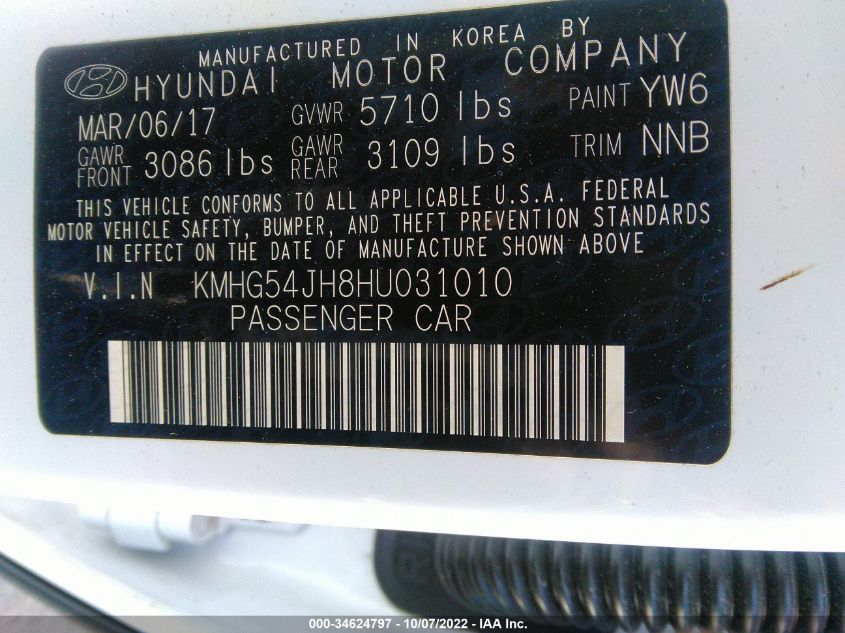 MANUFACTURED IN KOREA BY
HYUNDAI MOTOR COMPANY
MAR/06/17 GVWR 5710 lbs PAINT YW6
GAWR FRONT 3086 lbs GAWR REAR 3109 lbs TRIM NNB
THIS VEHICLE CONFORMS TO ALL APPLICABLE U.S.A. FEDERAL
MOTOR VEHICLE SAFETY, BUMPER, AND THEFT PREVENTION STANDARDS
IN EFFECT ON THE DATE OF MANUFACTURE SHOWN ABOVE
V.I.N KMHG54JH8HU031010
PASSENGER CAR
000-34624797 - 10/07/2022 - IAA Inc.